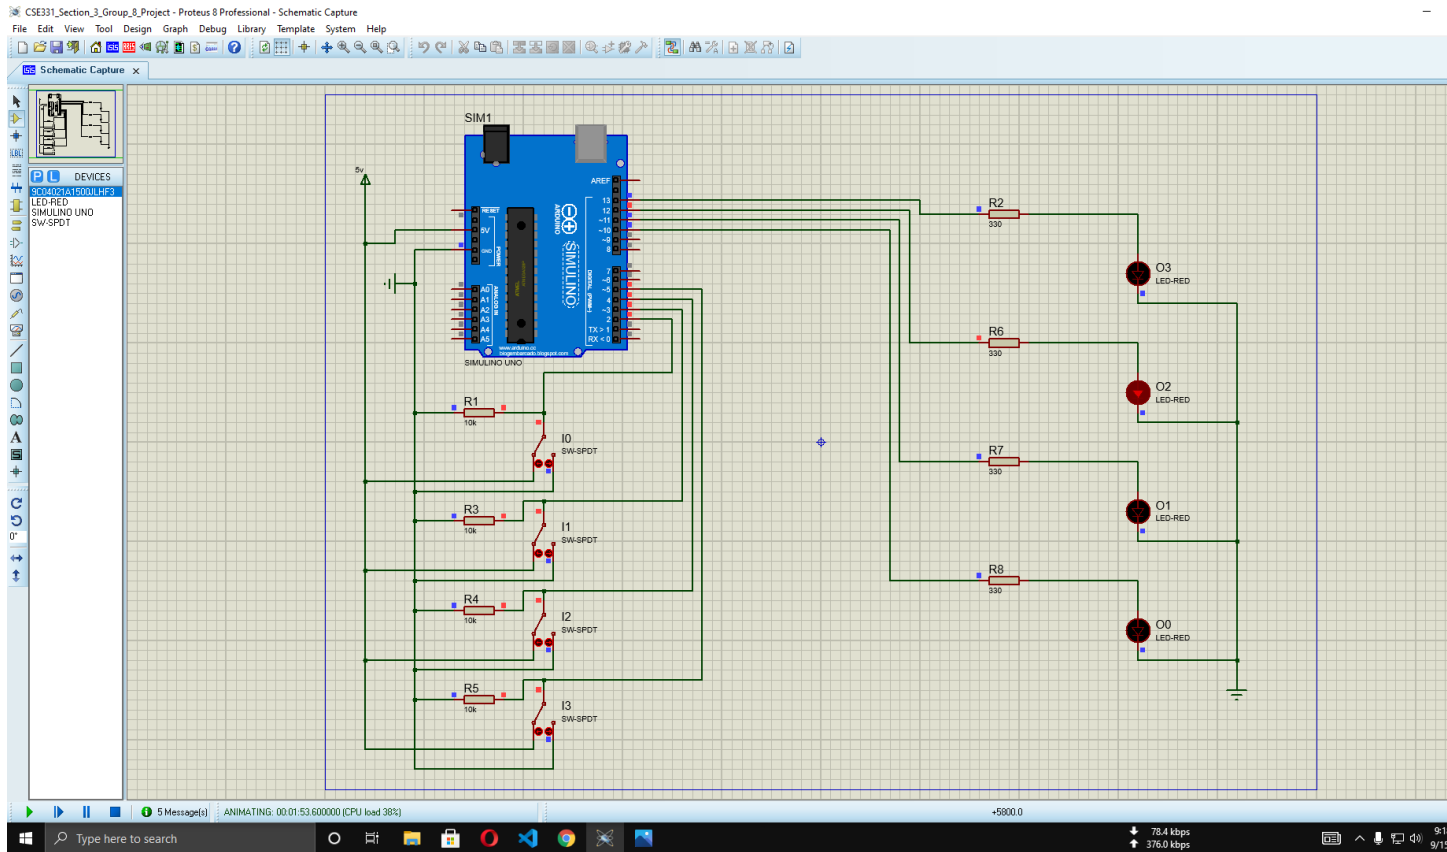 CSE331_Section_3_Group_8_Project - Proteus 8 Professional - Schematic Capture
File Edit View Tool Design Graph Debug Library Template System Help
Schematic Capture
P L DEVICES
9C04021A1500JLHF3
LED-RED
SIMULINO UNO
SW-SPDT
0°
SIM1
5v
AREF
RESET
5V
GND
POWER
A0
A1
A2
A3
A4
A5
ANALOG IN
ARDUINO
SIMULINO
13
12
~11
~10
~9
8
7
~6
~5
4
~3
2
TX > 1
RX < 0
DIGITAL (PWM~)
www.arduino.cc
blogembarcado.blogspot.com
SIMULINO UNO
R1
10k
I0
SW-SPDT
R3
10k
I1
SW-SPDT
R4
10k
I2
SW-SPDT
R5
10k
I3
SW-SPDT
R2
330
O3
LED-RED
R6
330
O2
LED-RED
R7
330
O1
LED-RED
R8
330
O0
LED-RED
5 Message(s) ANIMATING: 00:01:53.600000 (CPU load 38%) +5800.0
Type here to search
78.4 kbps
376.0 kbps